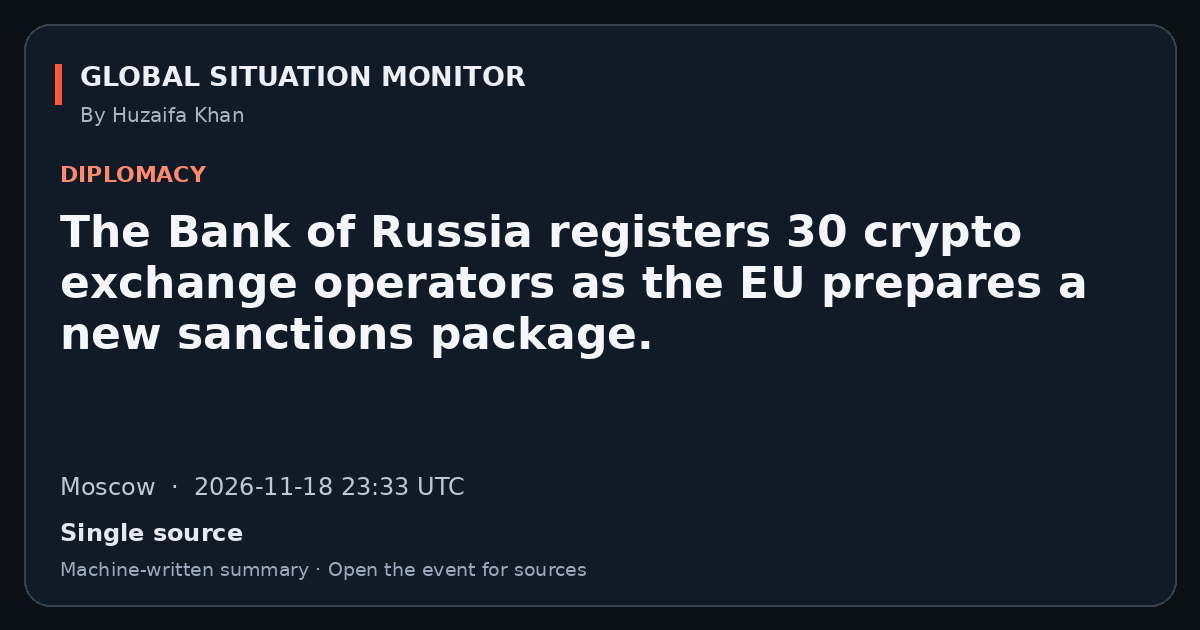 GLOBAL SITUATION MONITOR
By Huzaifa Khan
DIPLOMACY
The Bank of Russia registers 30 crypto
exchange operators as the EU prepares a
new sanctions package.
Moscow · 2026-11-18 23:33 UTC
Single source
Machine-written summary · Open the event for sources